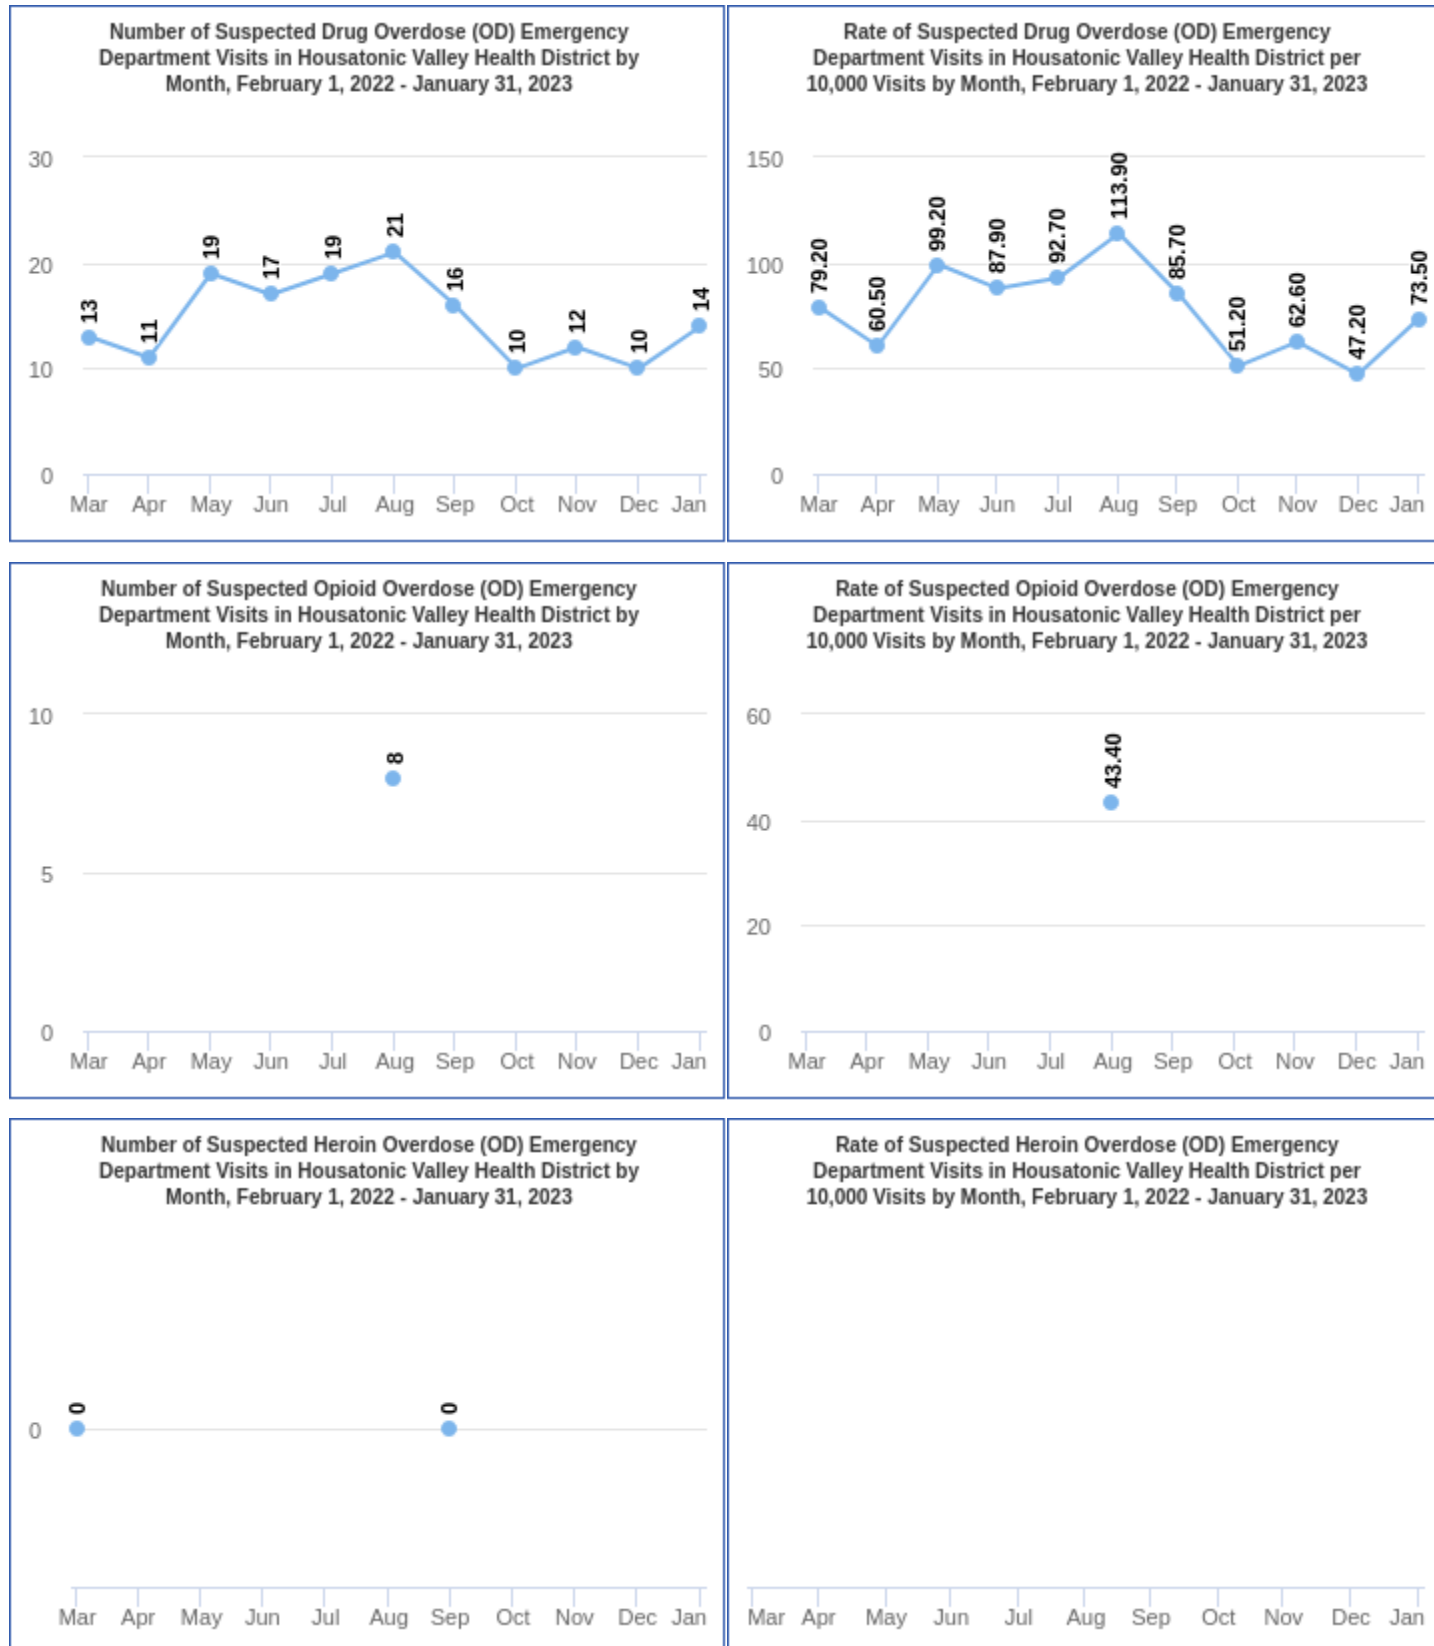 Number of Suspected Drug Overdose (OD) Emergency
Department Visits in Housatonic Valley Health District by
Month, February 1, 2022 - January 31, 2023
30
20
10
0
13
11
19
17
19
21
16
10
12
10
14
Mar Apr May Jun Jul Aug Sep Oct Nov Dec Jan
Rate of Suspected Drug Overdose (OD) Emergency
Department Visits in Housatonic Valley Health District per
10,000 Visits by Month, February 1, 2022 - January 31, 2023
150
100
50
0
79.20
60.50
99.20
87.90
92.70
113.90
85.70
51.20
62.60
47.20
73.50
Mar Apr May Jun Jul Aug Sep Oct Nov Dec Jan
Number of Suspected Opioid Overdose (OD) Emergency
Department Visits in Housatonic Valley Health District by
Month, February 1, 2022 - January 31, 2023
10
5
0
8
Mar Apr May Jun Jul Aug Sep Oct Nov Dec Jan
Rate of Suspected Opioid Overdose (OD) Emergency
Department Visits in Housatonic Valley Health District per
10,000 Visits by Month, February 1, 2022 - January 31, 2023
60
40
20
0
43.40
Mar Apr May Jun Jul Aug Sep Oct Nov Dec Jan
Number of Suspected Heroin Overdose (OD) Emergency
Department Visits in Housatonic Valley Health District by
Month, February 1, 2022 - January 31, 2023
0
0
0
Mar Apr May Jun Jul Aug Sep Oct Nov Dec Jan
Rate of Suspected Heroin Overdose (OD) Emergency
Department Visits in Housatonic Valley Health District per
10,000 Visits by Month, February 1, 2022 - January 31, 2023
Mar Apr May Jun Jul Aug Sep Oct Nov Dec Jan